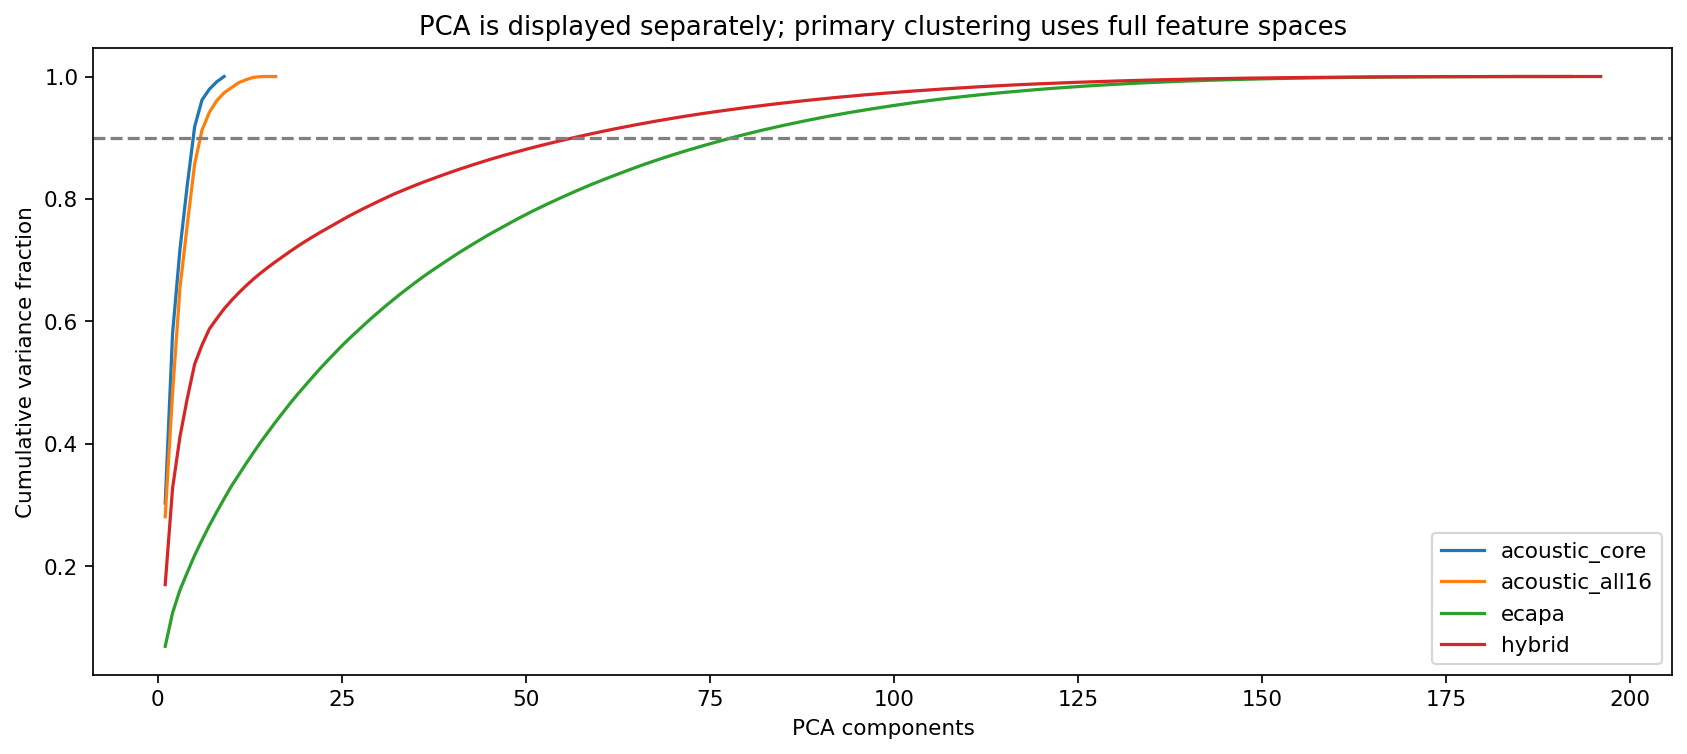 PCA is displayed separately; primary clustering uses full feature spaces
Cumulative variance fraction
1.0
0.8
0.6
0.4
0.2
0
25
50
75
100
125
150
175
200
PCA components
acoustic_core
acoustic_all16
ecapa
hybrid